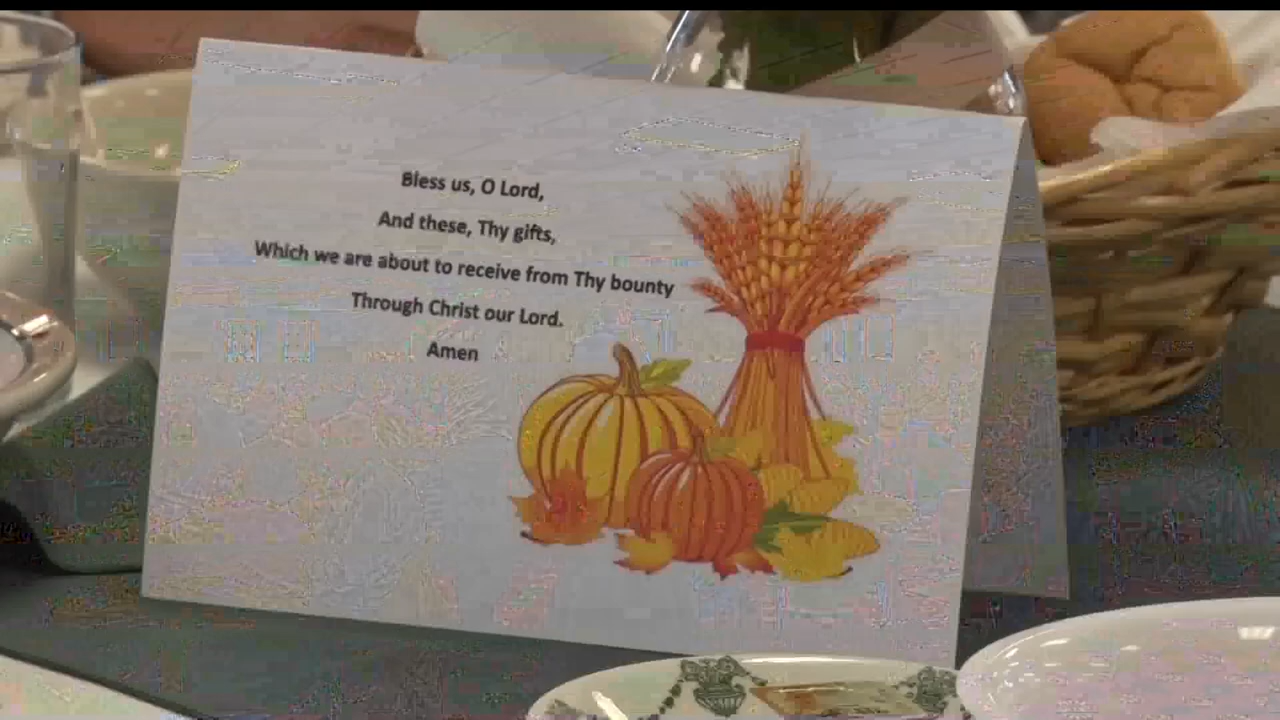 Bless us, O Lord,
And these, Thy gifts,
Which we are about to receive from Thy bounty
Through Christ our Lord.
Amen